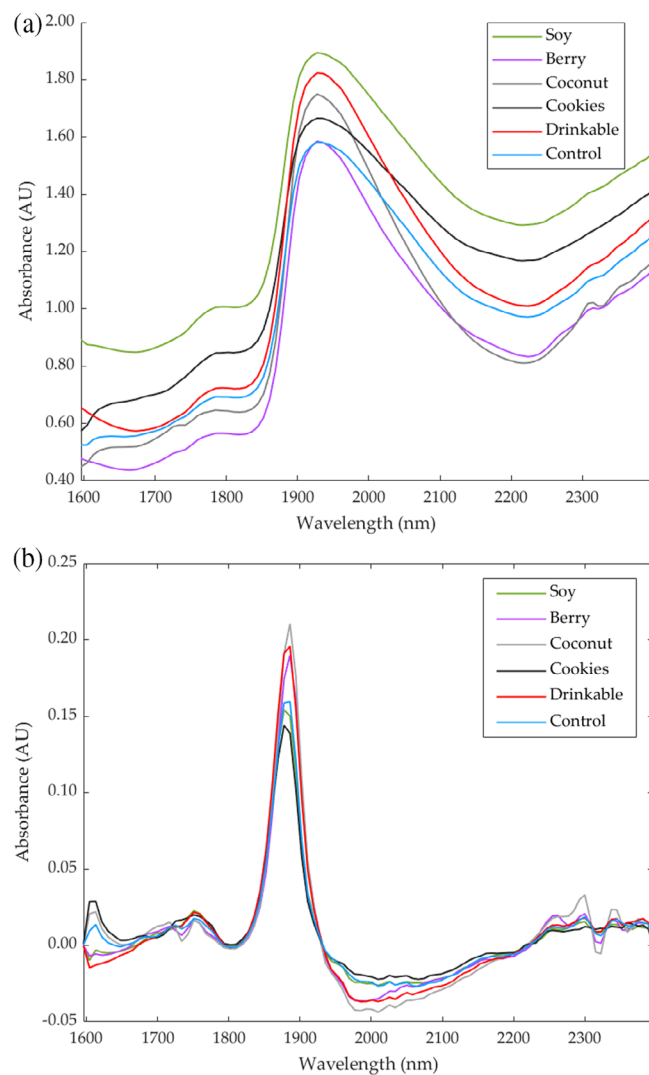 (a)
2.00
1.80
1.60
1.40
1.20
1.00
0.80
0.60
0.40
Absorbance (AU)
Soy
Berry
Coconut
Cookies
Drinkable
Control
1600 1700 1800 1900 2000 2100 2200 2300
Wavelength (nm)
(b)
0.25
0.20
0.15
0.10
0.05
0.00
-0.05
Absorbance (AU)
Soy
Berry
Coconut
Cookies
Drinkable
Control
1600 1700 1800 1900 2000 2100 2200 2300
Wavelength (nm)